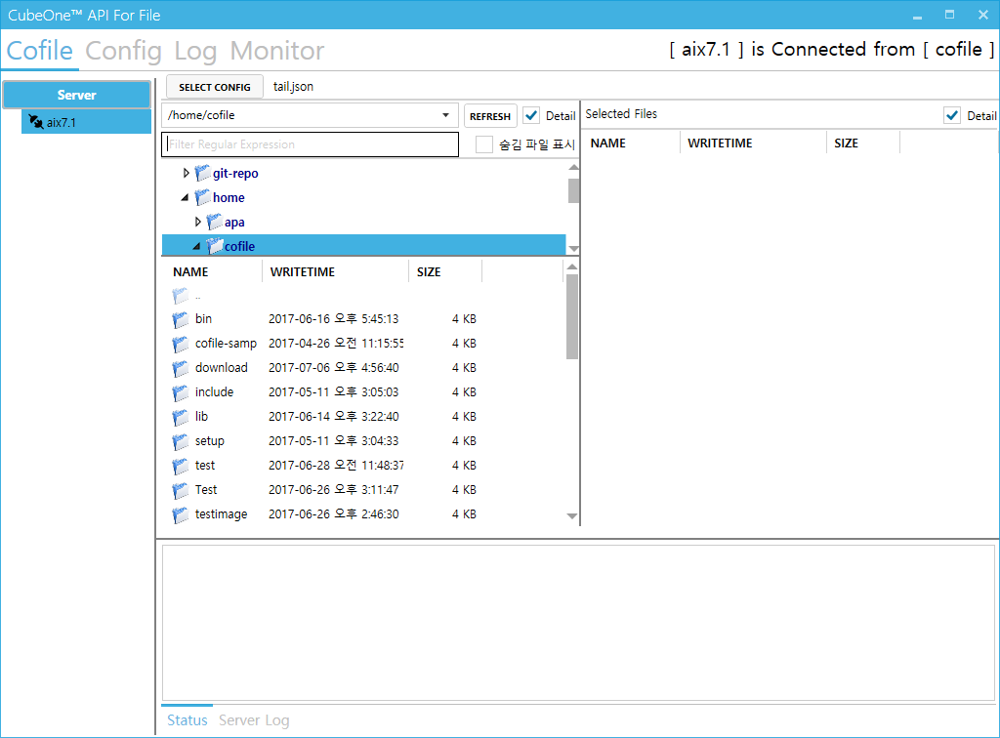 CubeOne™ API For File
Cofile Config Log Monitor
[ aix7.1 ] is Connected from [ cofile ]
Server
aix7.1
SELECT CONFIG tail.json
/home/cofile REFRESH Detail
Filter Regular Expression 숨김 파일 표시
git-repo
home
apa
cofile
NAME WRITETIME SIZE
..
bin 2017-06-16 오후 5:45:13 4 KB
cofile-samp 2017-04-26 오전 11:15:55 4 KB
download 2017-07-06 오후 4:56:40 4 KB
include 2017-05-11 오후 3:05:03 4 KB
lib 2017-06-14 오후 3:22:40 4 KB
setup 2017-05-11 오후 3:04:33 4 KB
test 2017-06-28 오전 11:48:37 4 KB
Test 2017-06-26 오후 3:11:47 4 KB
testimage 2017-06-26 오후 2:46:30 4 KB
Selected Files Detail
NAME WRITETIME SIZE
Status Server Log